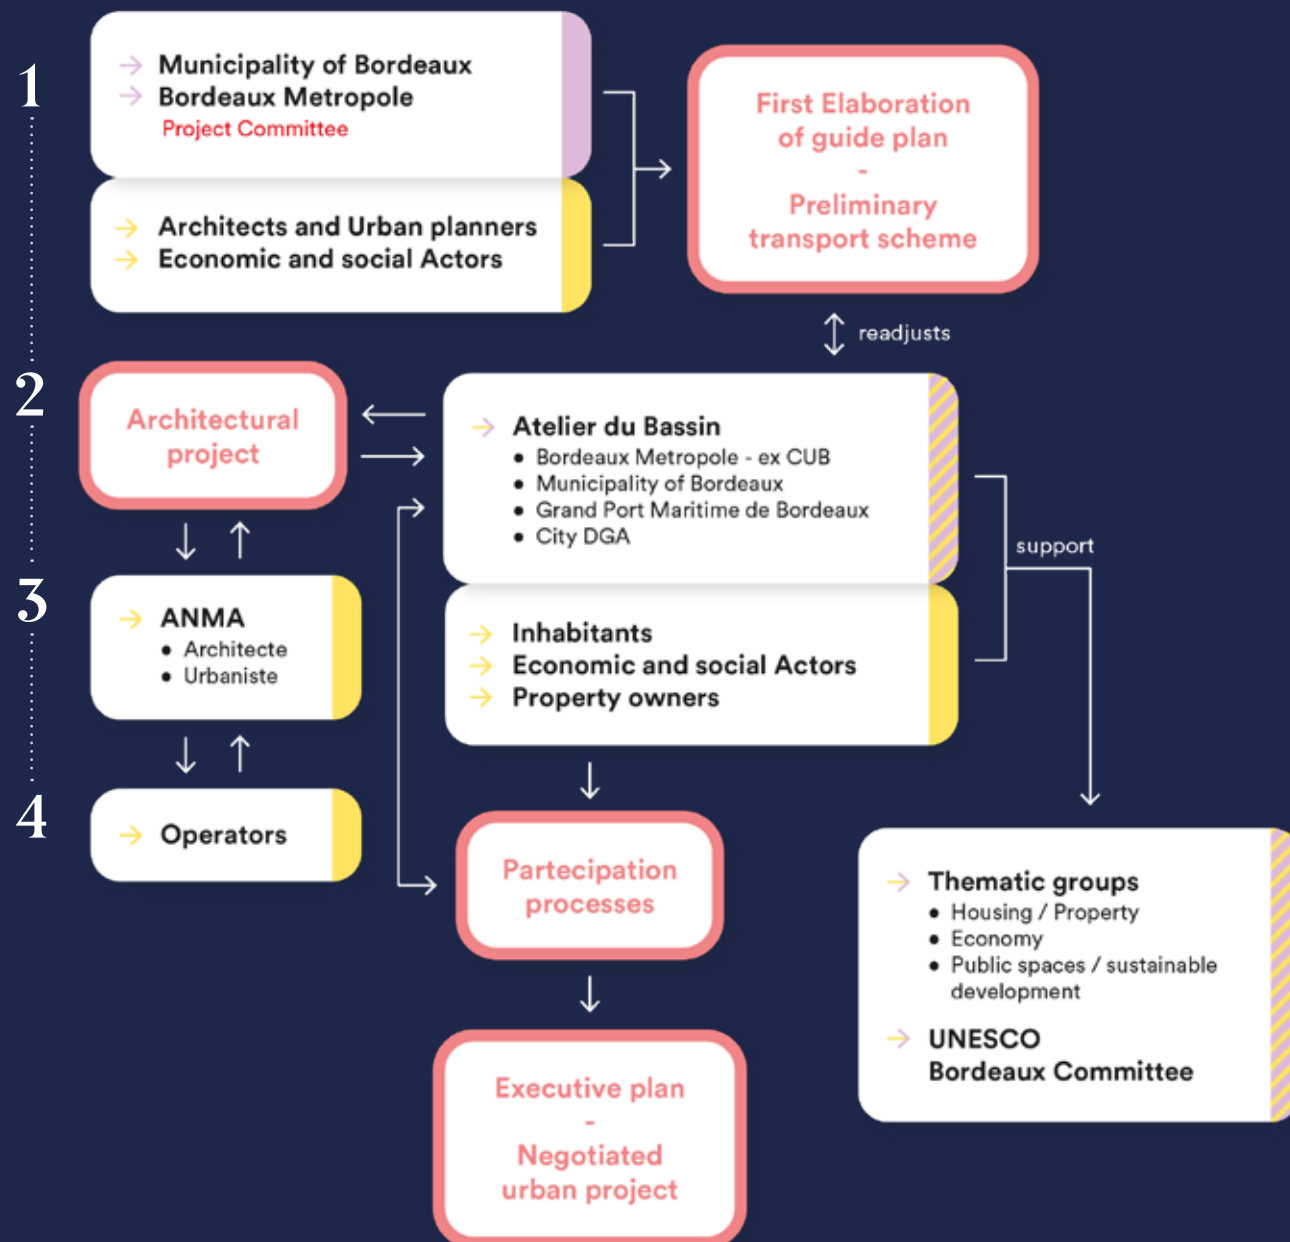 1
→ Municipality of Bordeaux
→ Bordeaux Metropole
Project Committee
→ Architects and Urban planners
→ Economic and social Actors
First Elaboration
of guide plan
-
Preliminary
transport scheme
readjusts
2
Architectural
project
→ Atelier du Bassin
• Bordeaux Metropole - ex CUB
• Municipality of Bordeaux
• Grand Port Maritime de Bordeaux
• City DGA
support
3
→ ANMA
• Architecte
• Urbaniste
→ Inhabitants
→ Economic and social Actors
→ Property owners
4
→ Operators
Partecipation
processes
→ Thematic groups
• Housing / Property
• Economy
• Public spaces / sustainable
development
→ UNESCO
Bordeaux Committee
Executive plan
-
Negotiated
urban project